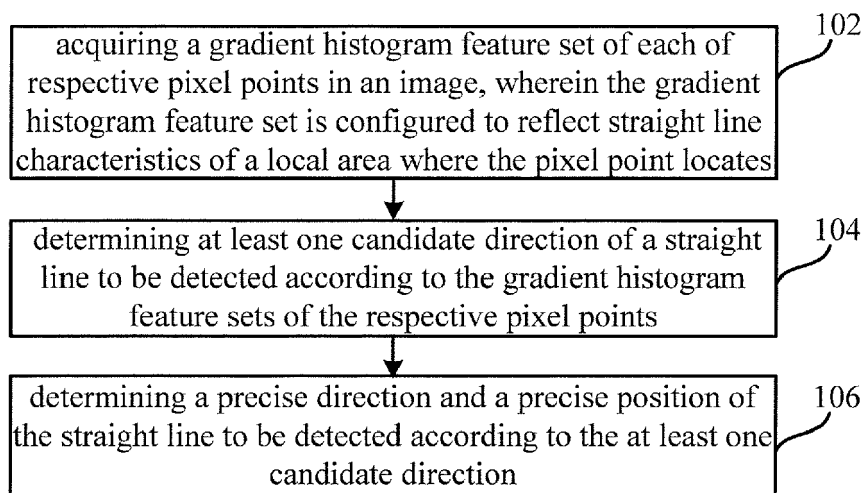 acquiring a gradient histogram feature set of each of
respective pixel points in an image, wherein the gradient
histogram feature set is configured to reflect straight line
characteristics of a local area where the pixel point locates
102
determining at least one candidate direction of a straight
line to be detected according to the gradient histogram
feature sets of the respective pixel points
104
determining a precise direction and a precise position of
the straight line to be detected according to the at least one
candidate direction
106